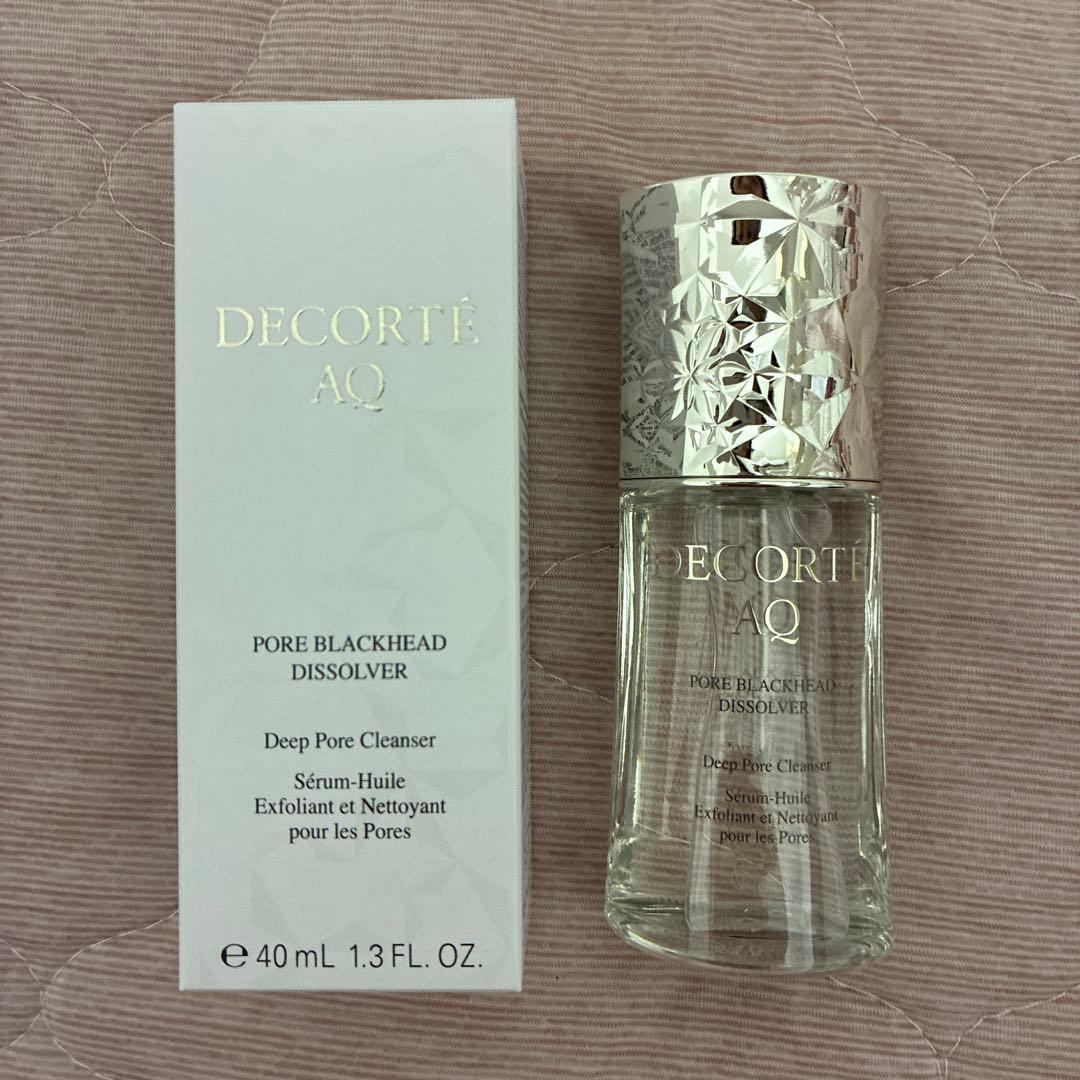 DECORTÉ
AQ
PORE BLACKHEAD
DISSOLVER
Deep Pore Cleanser
Sérum-Huile
Exfoliant et Nettoyant
pour les Pores
℮ 40 mL 1.3 FL. OZ.
DECORTÉ
AQ
PORE BLACKHEAD
DISSOLVER
Deep Pore Cleanser
Sérum-Huile
Exfoliant et Nettoyant
pour les Pores